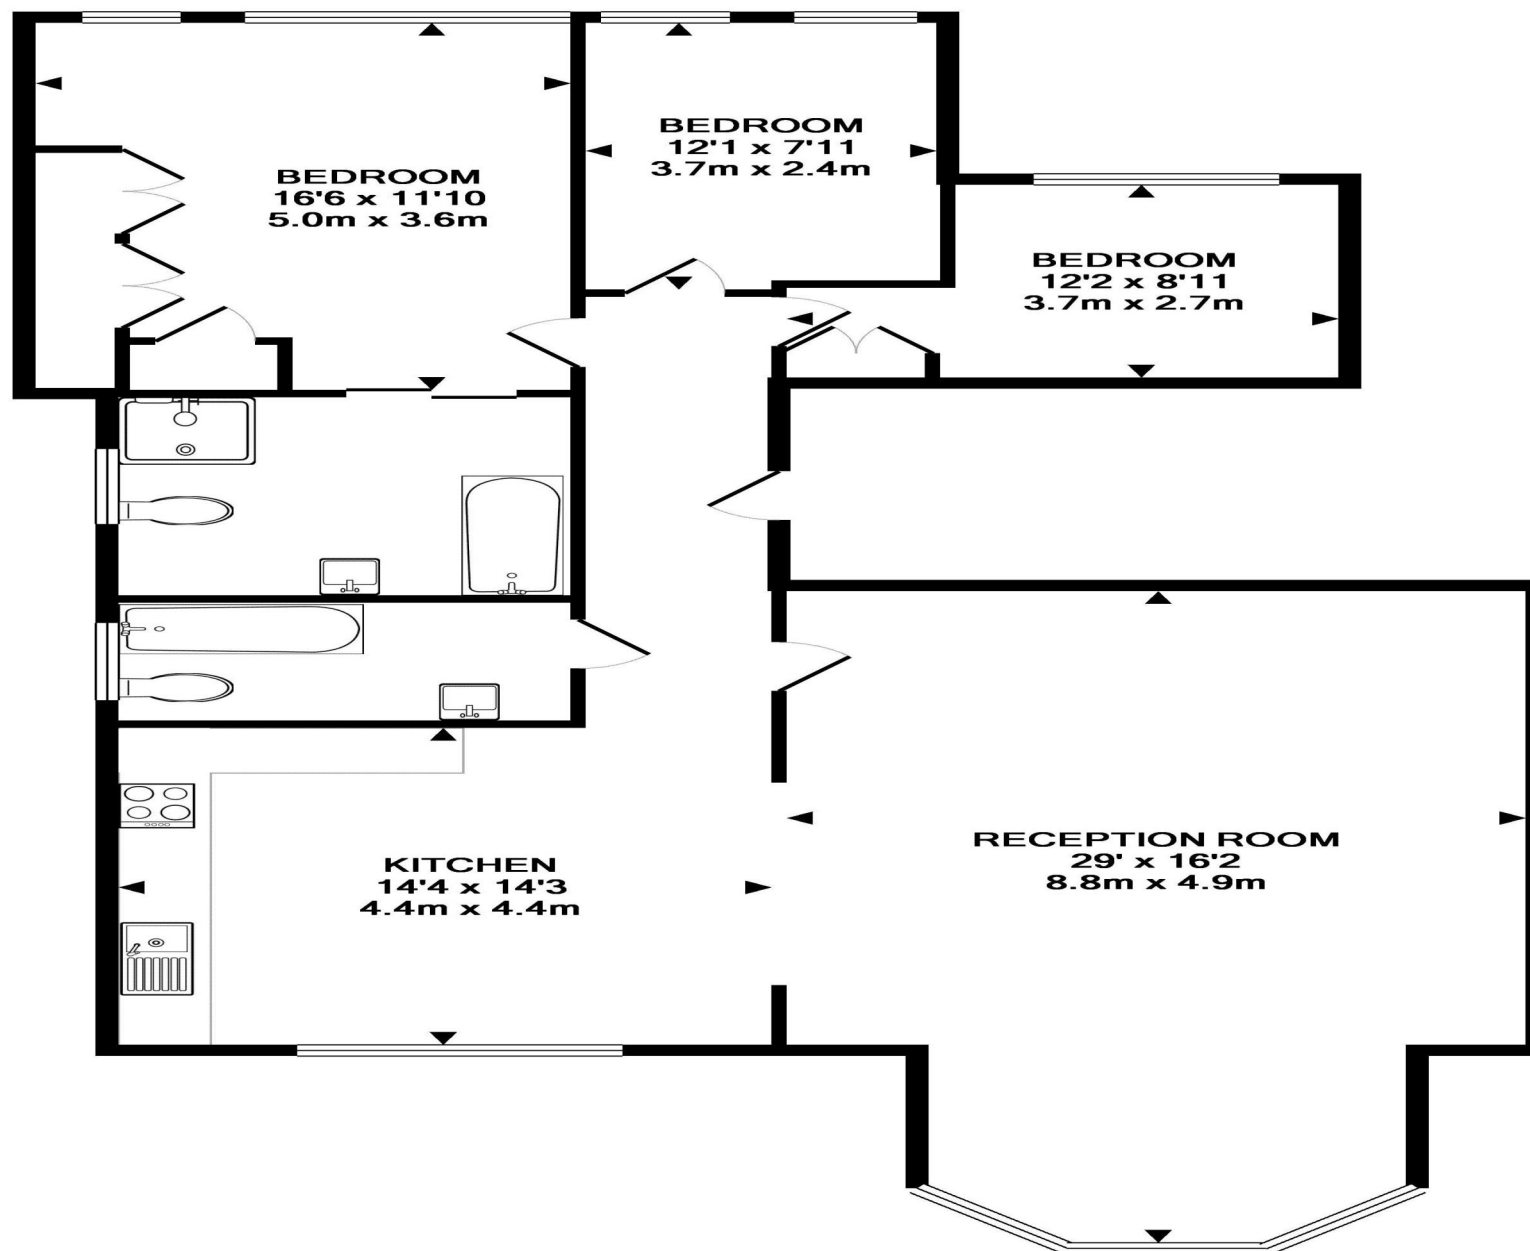 BEDROOM
12'1 x 7'11
3.7m x 2.4m
BEDROOM
16'6 x 11'10
5.0m x 3.6m
BEDROOM
12'2 x 8'11
3.7m x 2.7m
RECEPTION ROOM
29' x 16'2
8.8m x 4.9m
KITCHEN
14'4 x 14'3
4.4m x 4.4m